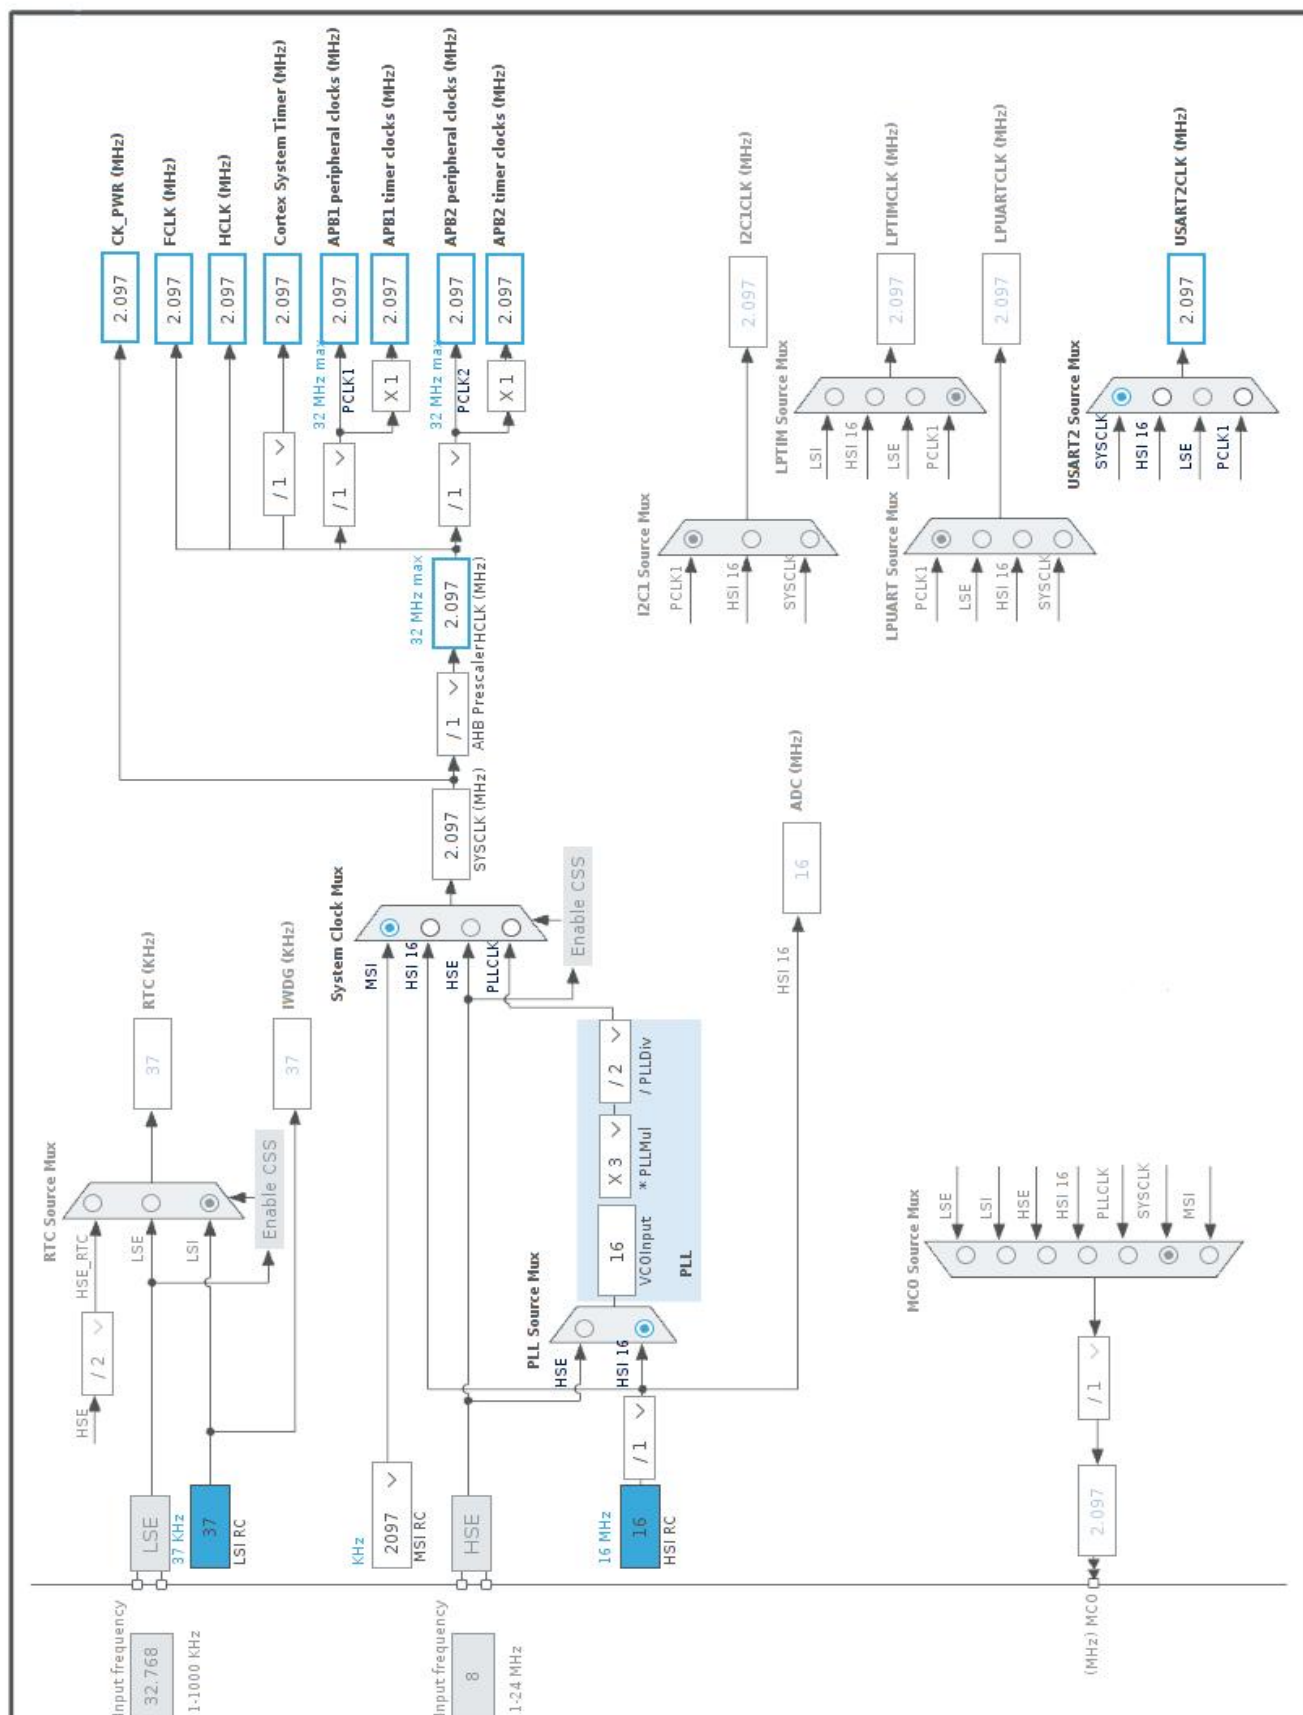 Input frequency
32.768
1-1000 KHz
LSE
37 KHz
37
LSI RC
HSE
/ 2
HSE_RTC
LSE
LSI
RTC Source Mux
Enable CSS
37
RTC (KHz)
37
IWDG (KHz)
Input frequency
8
1-24 MHz
KHz
2097
MSI RC
HSE
16 MHz
16
HSI RC
/ 1
PLL Source Mux
HSE
HSI 16
16
VCOInput
X 3
* PLLMul
/ 2
/ PLLDiv
PLL
System Clock Mux
MSI
HSI 16
HSE
PLLCLK
Enable CSS
2.097
SYSCLK (MHz)
/ 1
AHB Prescaler
32 MHz max
2.097
HCLK (MHz)
HSI 16
16
ADC (MHz)
2.097
CK_PWR (MHz)
2.097
FCLK (MHz)
2.097
HCLK (MHz)
/ 1
2.097
Cortex System Timer (MHz)
/ 1
32 MHz max
PCLK1
2.097
APB1 peripheral clocks (MHz)
X 1
2.097
APB1 timer clocks (MHz)
/ 1
32 MHz max
PCLK2
2.097
APB2 peripheral clocks (MHz)
X 1
2.097
APB2 timer clocks (MHz)
I2C1 Source Mux
PCLK1
HSI 16
SYSCLK
2.097
I2C1CLK (MHz)
LPTIM Source Mux
LSI
HSI 16
LSE
PCLK1
2.097
LPTIMCLK (MHz)
LPUART Source Mux
PCLK1
LSE
HSI 16
SYSCLK
2.097
LPUARTCLK (MHz)
USART2 Source Mux
SYSCLK
HSI 16
LSE
PCLK1
2.097
USART2CLK (MHz)
MCO Source Mux
LSE
LSI
HSE
HSI 16
PLLCLK
SYSCLK
MSI
/ 1
2.097
(MHz) MCO